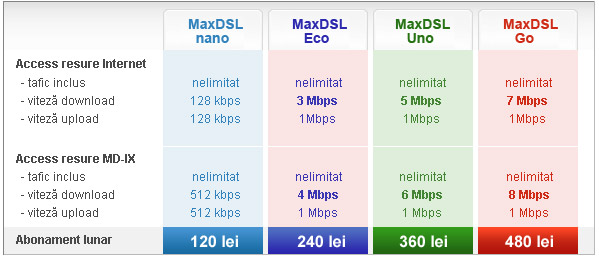 MaxDSL nano MaxDSL Eco MaxDSL Uno MaxDSL Go
Access resure Internet
- tafic inclus nelimitat nelimitat nelimitat nelimitat
- viteză download 128 kbps 3 Mbps 5 Mbps 7 Mbps
- viteză upload 128 kbps 1Mbps 1Mbps 1Mbps
Access resure MD-IX
- tafic inclus nelimitat nelimitat nelimitat nelimitat
- viteză download 512 kbps 4 Mbps 6 Mbps 8 Mbps
- viteză upload 512 kbps 1 Mbps 1 Mbps 1 Mbps
Abonament lunar 120 lei 240 lei 360 lei 480 lei